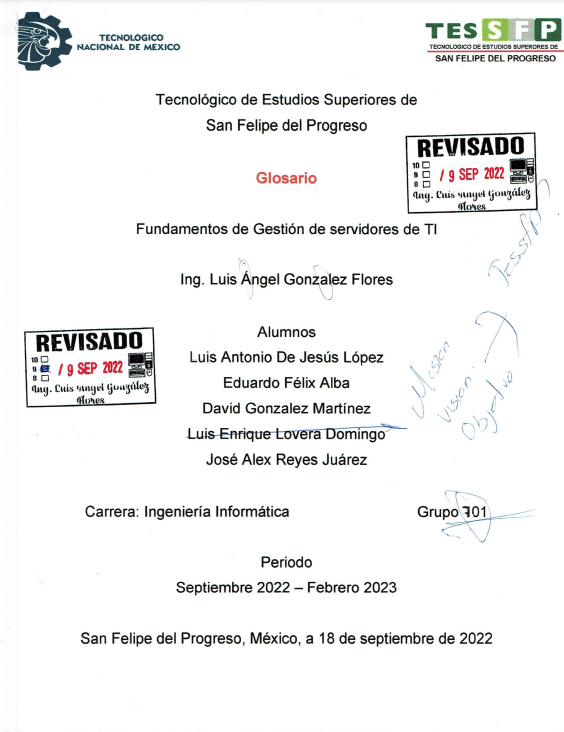 TECNOLÓGICO
NACIONAL DE MÉXICO
TESSFP
TECNOLOGICO DE ESTUDIOS SUPERIORES DE
SAN FELIPE DEL PROGRESO
Tecnológico de Estudios Superiores de
San Felipe del Progreso
REVISADO
10
9
8
/ 9 SEP 2022
Ing. Luis Angel González
Flores
Glosario
Tessfp
Fundamentos de Gestión de servidores de TI
Ing. Luis Ángel Gonzalez Flores
Alumnos
REVISADO
10
9
8
/ 9 SEP 2022
Ing. Luis Angel González
Flores
Luis Antonio De Jesús López
Eduardo Félix Alba
David Gonzalez Martínez
Luis Enrique Lovera Domingo
José Alex Reyes Juárez
Mision
vision
Objetivo
Carrera: Ingeniería Informática
Grupo 701
Periodo
Septiembre 2022 – Febrero 2023
San Felipe del Progreso, México, a 18 de septiembre de 2022